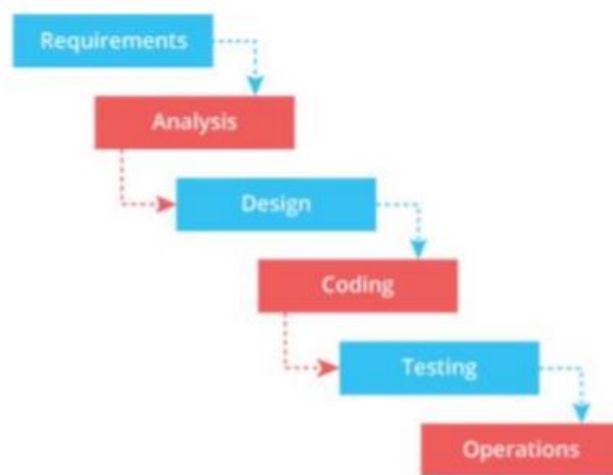 Requirements
Analysis
Design
Coding
Testing
Operations